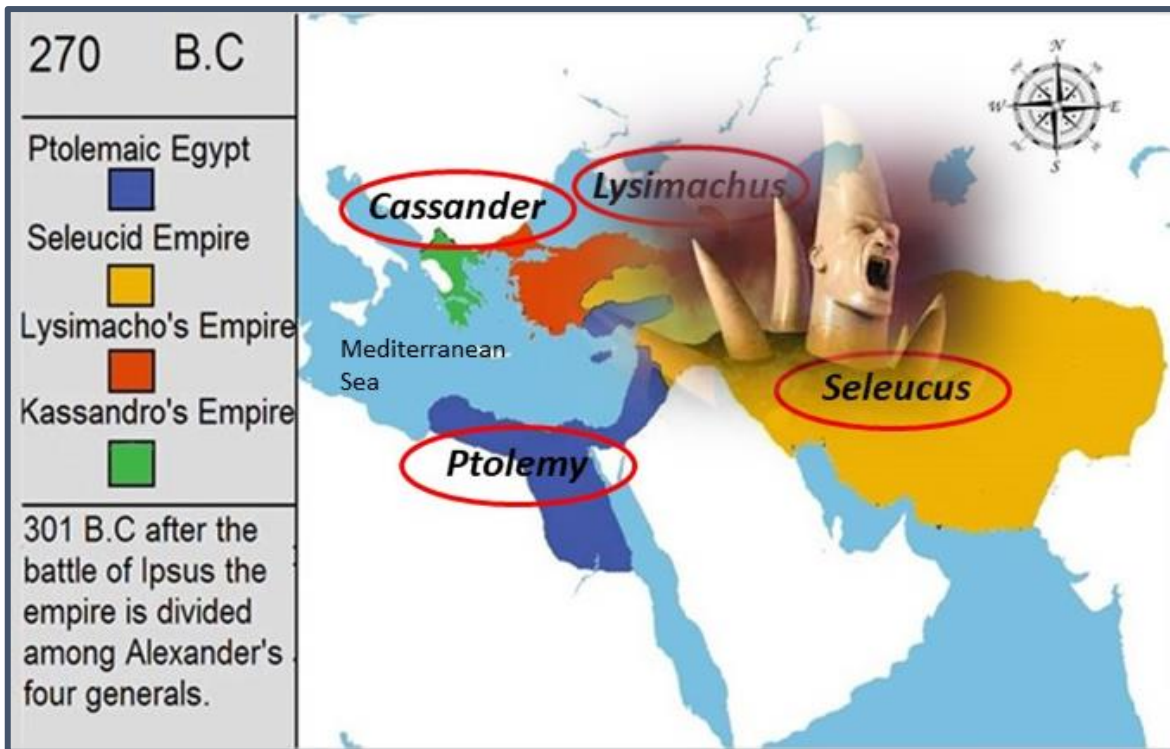 270 B.C
Ptolemaic Egypt
Seleucid Empire
Lysimacho's Empire
Kassandro's Empire
301 B.C after the
battle of Ipsus the
empire is divided
among Alexander's
four generals.
N
W E
S
Lysimachus
Cassander
Mediterranean
Sea
Seleucus
Ptolemy